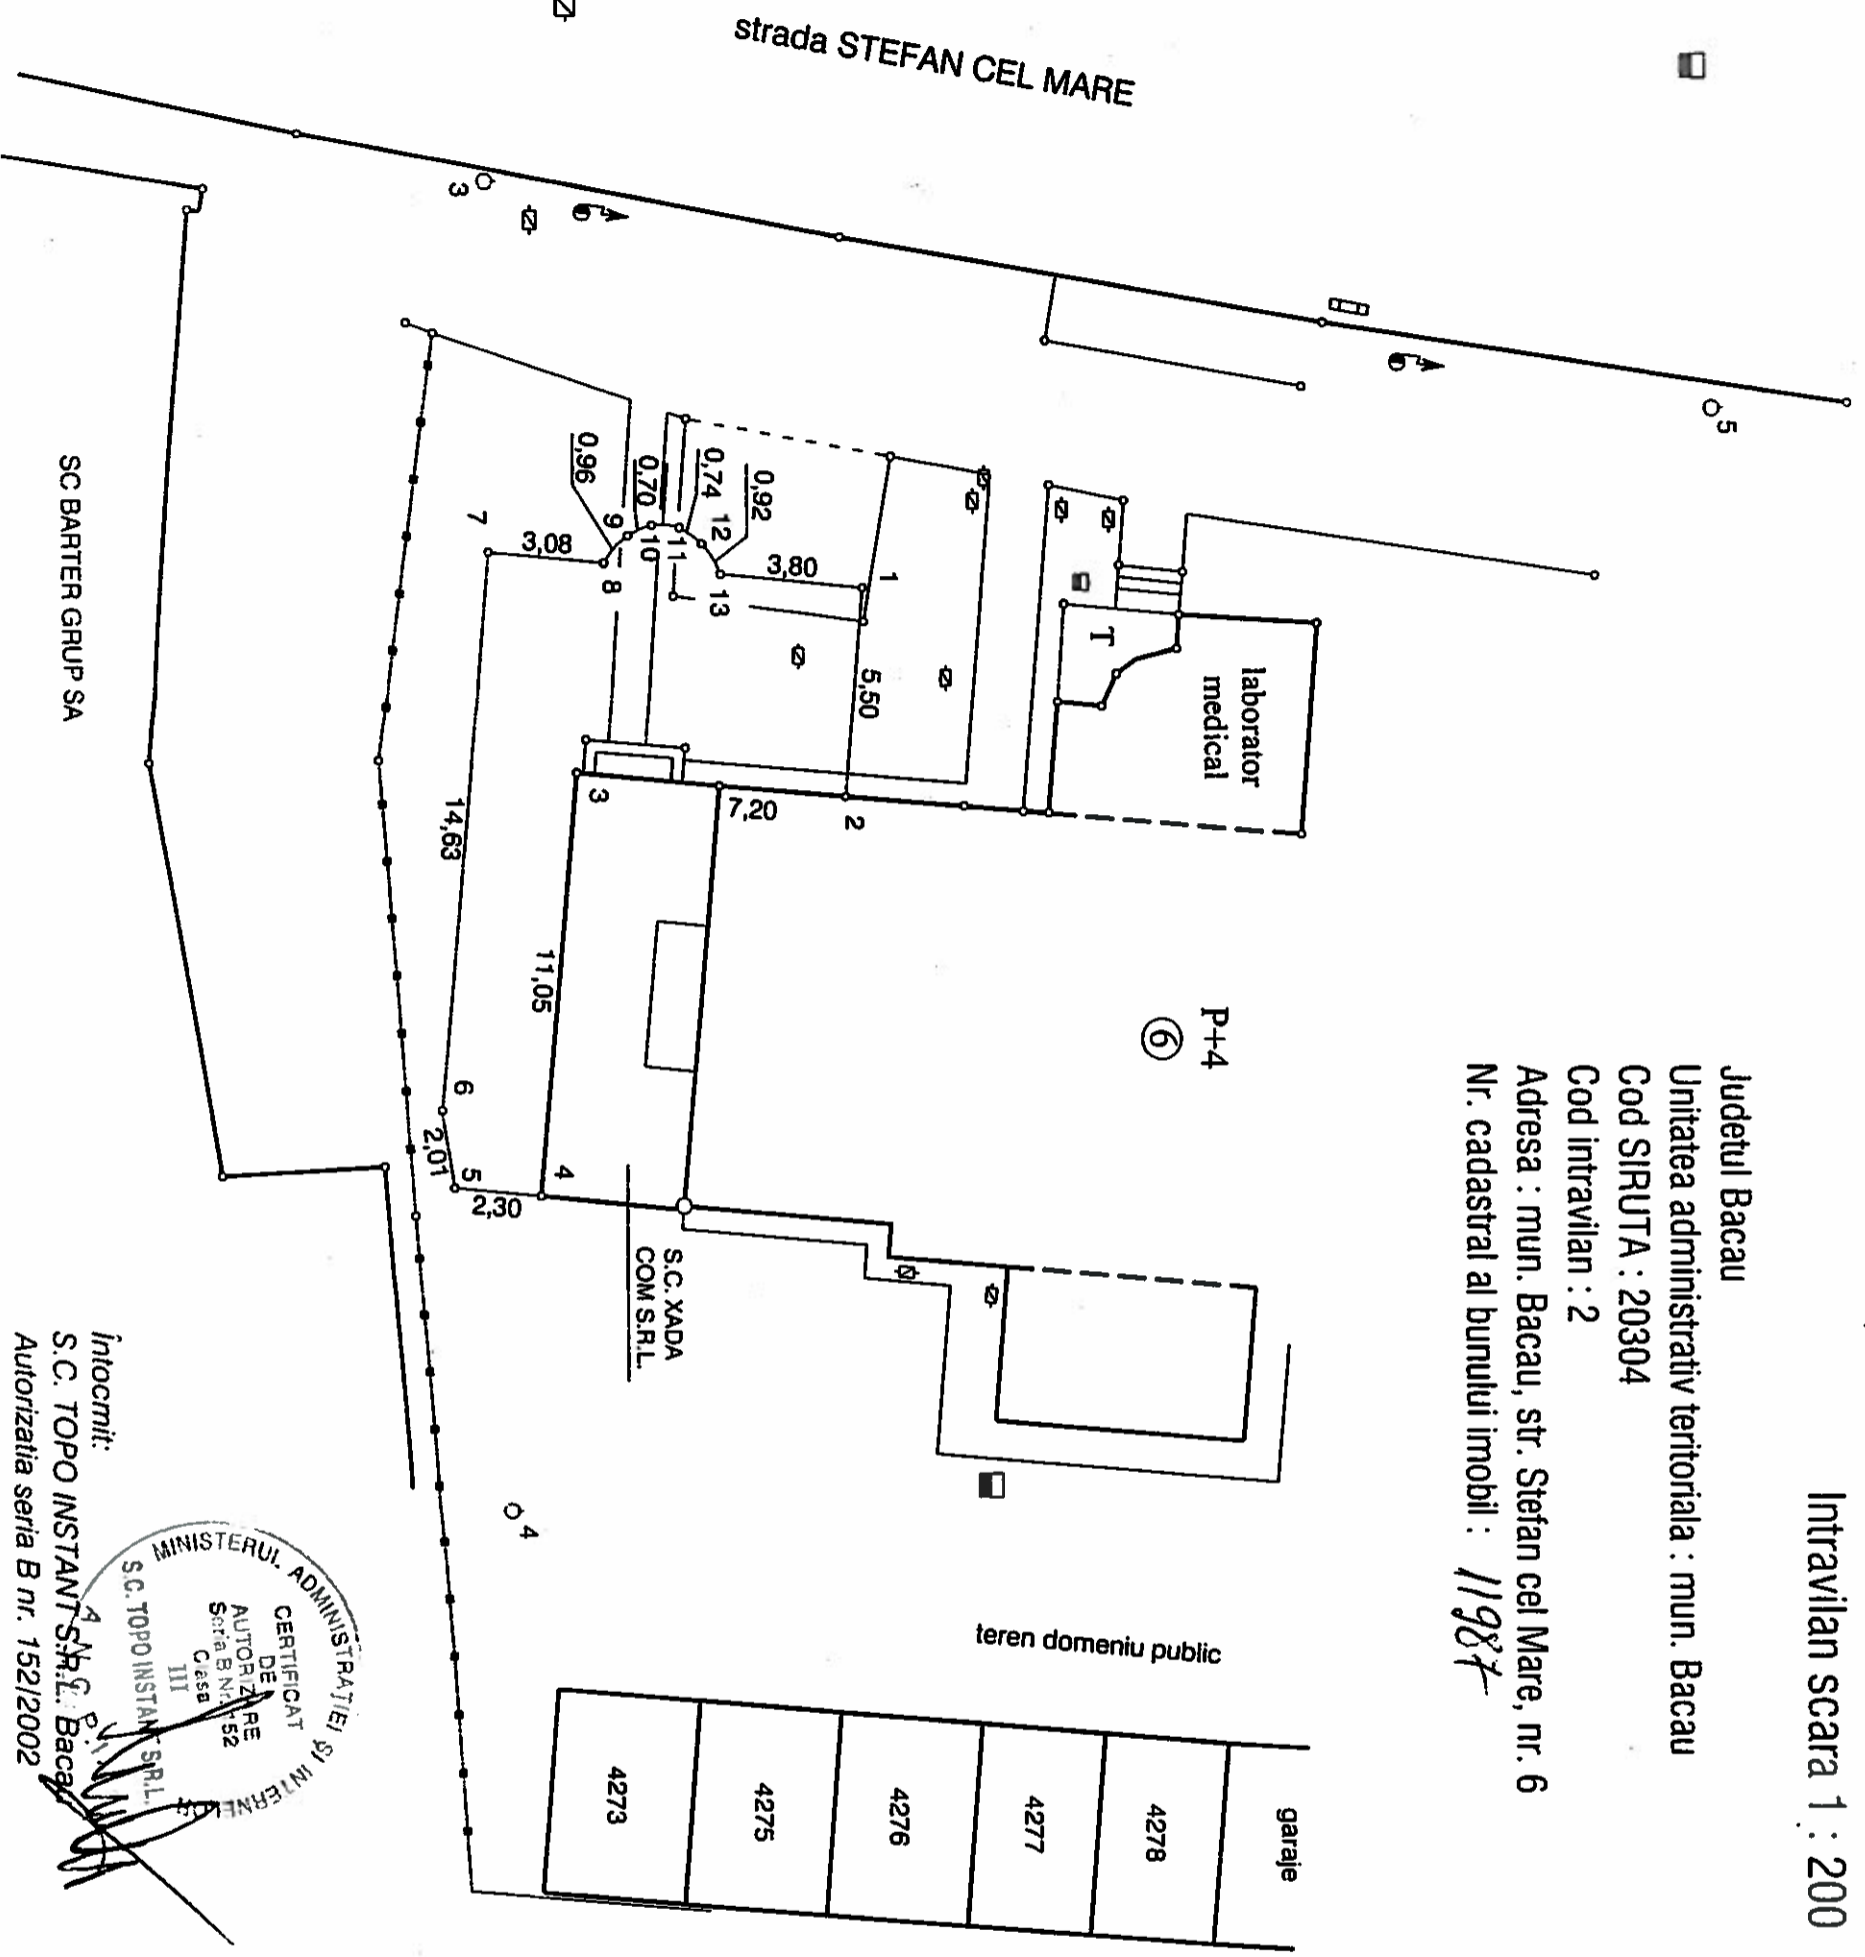 Intravilan scara 1 : 200
Judetul Bacau
Unitatea administrativ teritoriala : mun. Bacau
Cod SIRUTA : 20304
Cod intravilan : 2
Adresa : mun. Bacau, str. Stefan cel Mare, nr. 6
Nr. cadastral al bunului imobil : 11987
strada STEFAN CEL MARE
5
3
laborator
medical
T
P+4
6
1
5,50
2
7,20
3
3,80
13
0,92
12
0,74
11
10
0,70
9
0,96
8
3,08
7
14,63
11,05
6
2,01
5
2,30
4
S.C. XADA
COM S.R.L.
SC BARTER GRUP SA
4
teren domeniu public
garaje
4278
4277
4276
4275
4273
Întocmit:
S.C. TOPO INSTANT S.R.L. Bacau
Autorizatia seria B nr. 152/2002
MINISTERUL ADMINISTRAŢIEI ŞI INTERNELOR
CERTIFICAT
DE
AUTORIZARE
Seria B Nr. 152
Clasa
III
S.C. TOPO INSTANT S.R.L.
A.N.C.P.I.